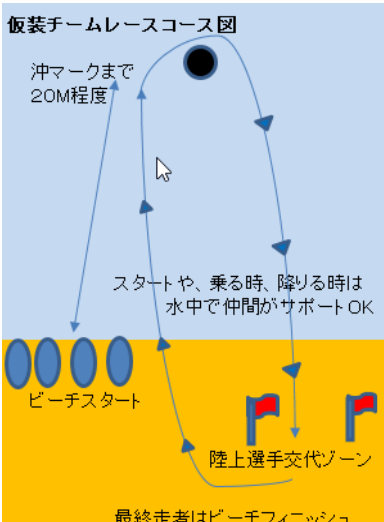 仮装チームレースコース図
沖マークまで
20M程度
スタートや、乗る時、降りる時は
水中で仲間がサポートOK
ビーチスタート
陸上選手交代ゾーン
最終走者はビーチフィニッシュ